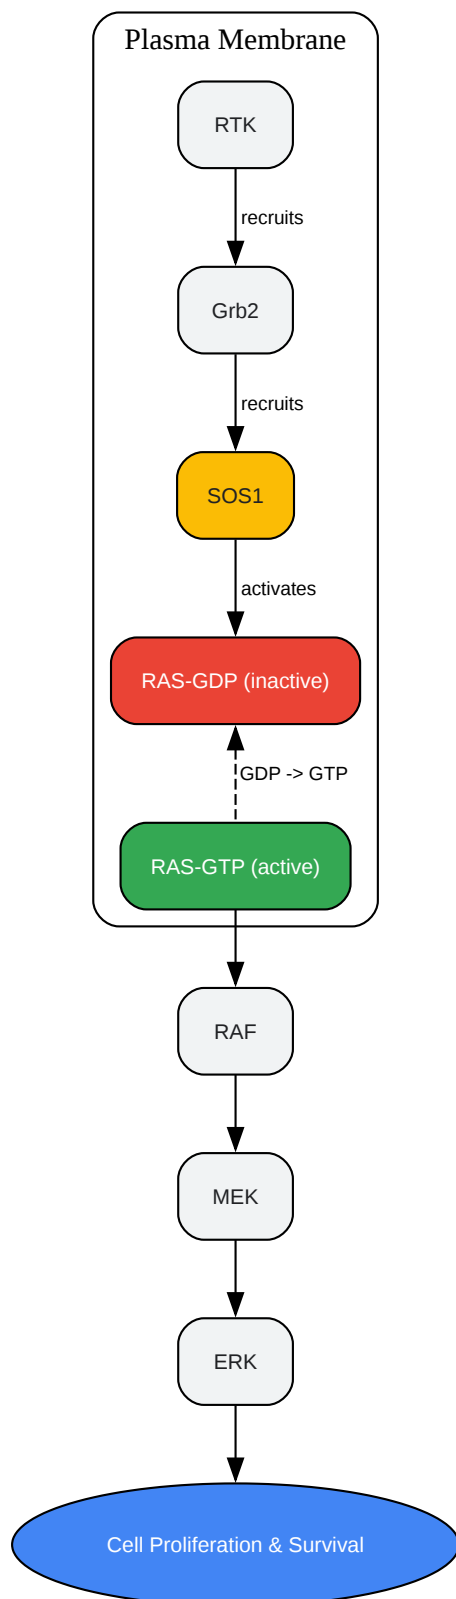 Plasma Membrane
RTK
recruits
Grb2
recruits
SOS1
activates
RAS-GDP (inactive)
GDP -> GTP
RAS-GTP (active)
RAF
MEK
ERK
Cell Proliferation & Survival